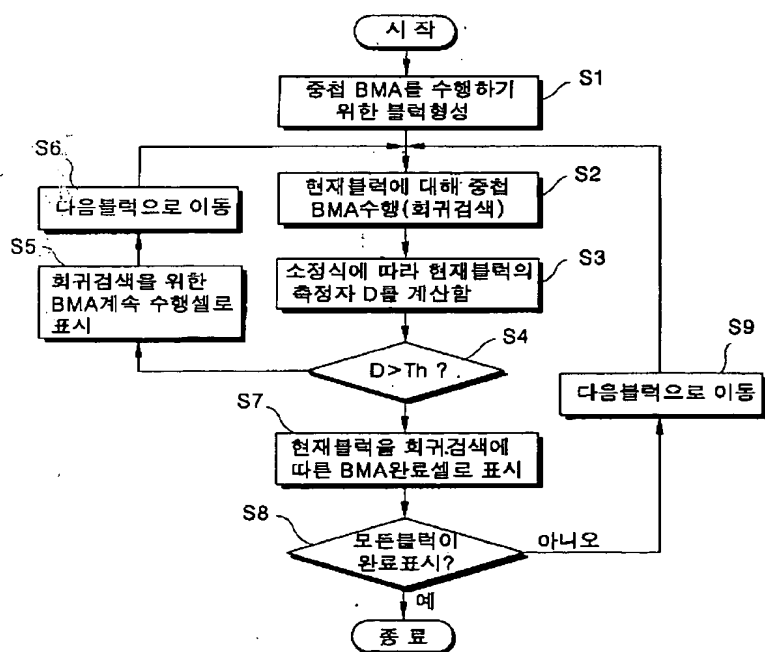 시 작
S1
중첩 BMA를 수행하기
위한 블럭형성
S6
다음블럭으로 이동
S2
현재블럭에 대해 중첩
BMA수행(회귀검색)
S5
회귀검색을 위한
BMA계속 수행셀로
표시
S3
소정식에 따라 현재블럭의
측정자 D를 계산함
S4
D>Th ?
S9
다음블럭으로 이동
S7
현재블럭을 회귀검색에
따른 BMA완료셀로 표시
S8
모든블럭이
완료표시?
아니오
예
종 료